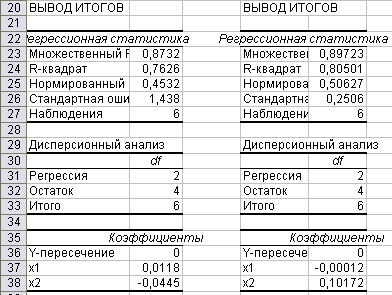 20 ВЫВОД ИТОГОВ ВЫВОД ИТОГОВ
21
22 Регрессионная статистика Регрессионная статистика
23 Множественный R 0,8732 Множествен 0,89723
24 R-квадрат 0,7626 R-квадрат 0,80501
25 Нормированный 0,4532 Нормирова 0,50627
26 Стандартная оши 1,438 Стандартна 0,2506
27 Наблюдения 6 Наблюдени 6
28
29 Дисперсионный анализ Дисперсионный анализ
30 df df
31 Регрессия 2 Регрессия 2
32 Остаток 4 Остаток 4
33 Итого 6 Итого 6
34
35 Коэффициенты Коэффициенты
36 Y-пересечение 0 Y-пересече 0
37 x1 0,0118 x1 -0,00012
38 x2 -0,0445 x2 0,10172